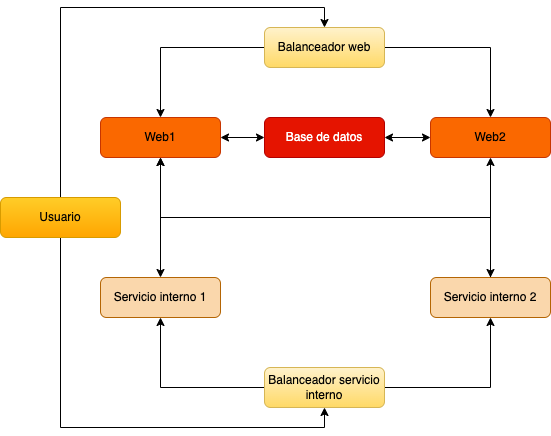 Balanceador web
Web1
Base de datos
Web2
Usuario
Servicio interno 1
Servicio interno 2
Balanceador servicio
interno